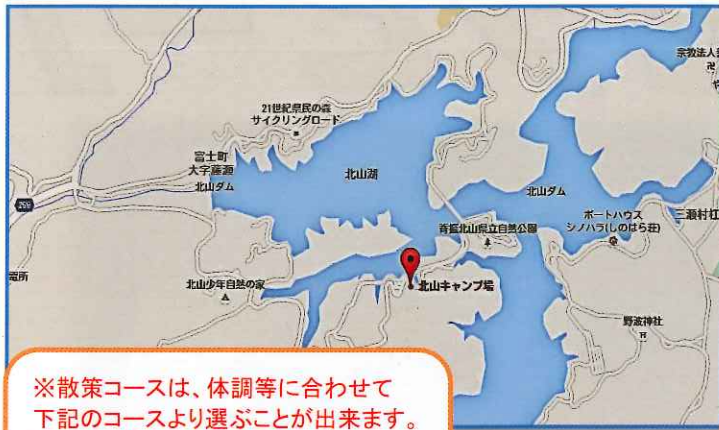 宗教法人
卍
21世紀県民の森
サイクリングロード
富士町
大字藤瀬
北山ダム
北山湖
北山ダム
ボートハウス
シノハラ(しのはら荘)
三瀬村杠
脊振北山県立自然公園
299
電所
北山少年自然の家
北山キャンプ場
野波神社
※散策コースは、体調等に合わせて
下記のコースより選ぶことが出来ます。